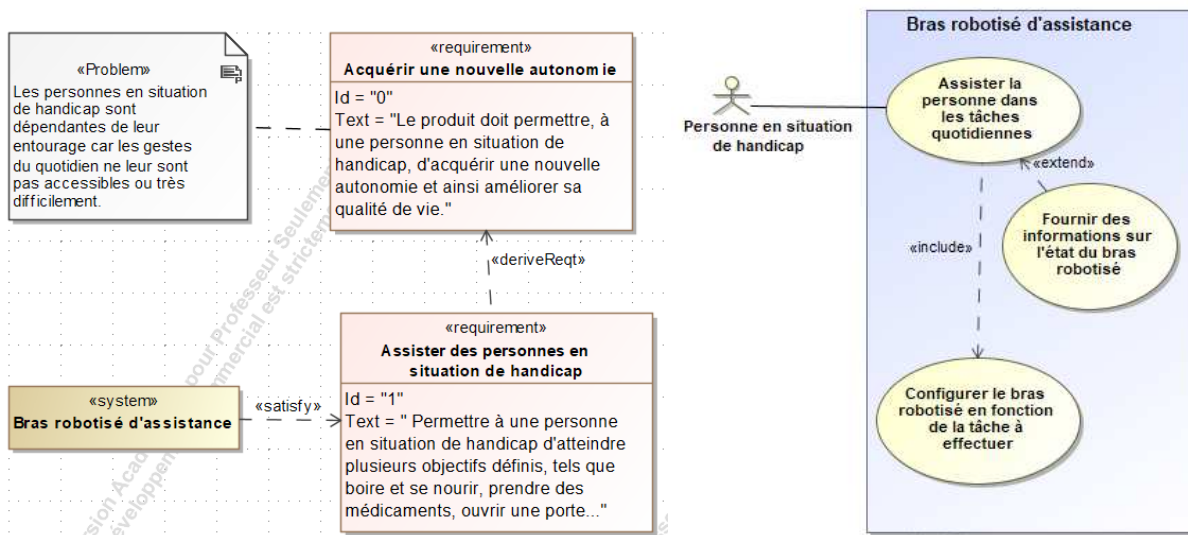 «Problem»
Les personnes en situation
de handicap sont
dépendantes de leur
entourage car les gestes
du quotidien ne leur sont
pas accessibles ou très
difficilement.
«requirement»
Acquérir une nouvelle autonomie
Id = "0"
Text = "Le produit doit permettre, à
une personne en situation de
handicap, d'acquérir une nouvelle
autonomie et ainsi améliorer sa
qualité de vie."
«deriveReqt»
«requirement»
Assister des personnes en
situation de handicap
Id = "1"
Text = " Permettre à une personne
en situation de handicap d'atteindre
plusieurs objectifs définis, tels que
boire et se nourir, prendre des
médicaments, ouvrir une porte..."
«system»
Bras robotisé d'assistance
«satisfy»
pour Professeur Seulement
Bras robotisé d'assistance
Personne en situation
de handicap
Assister la
personne dans
les tâches
quotidiennes
«extend»
Fournir des
informations sur
l'état du bras
robotisé
«include»
Configurer le bras
robotisé en fonction
de la tâche à
effectuer